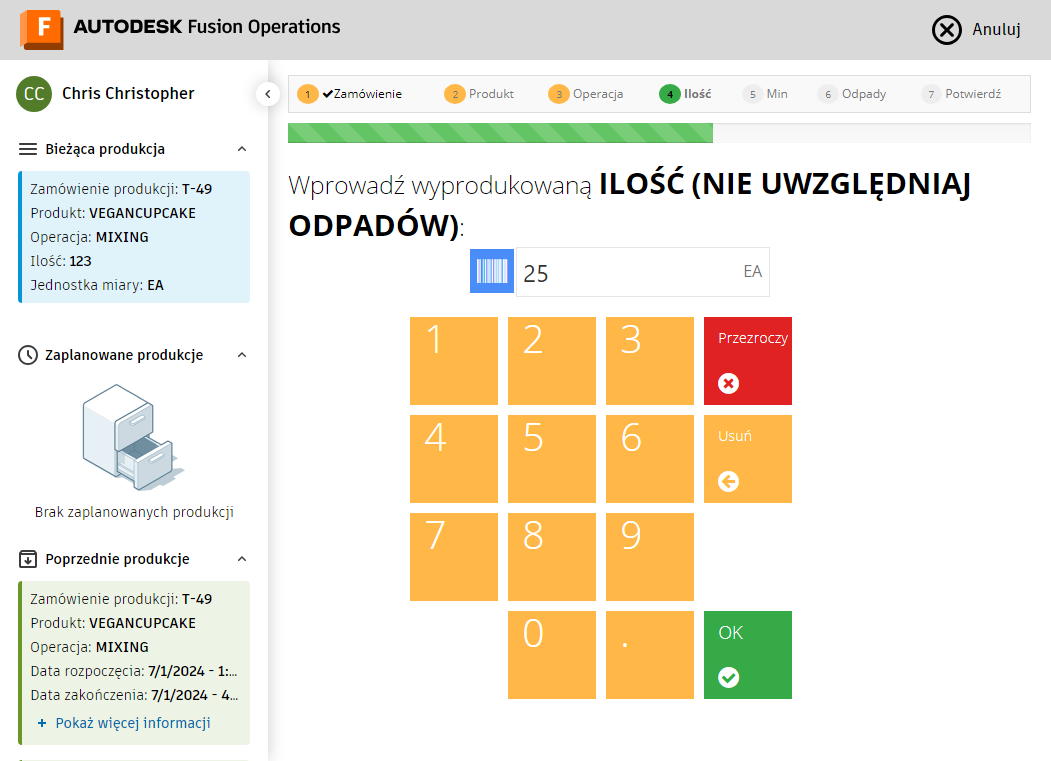 F AUTODESK Fusion Operations
Anuluj
CC Chris Christopher
1 Zamówienie 2 Produkt 3 Operacja 4 Ilość 5 Min 6 Odpady 7 Potwierdź
Bieżąca produkcja
Zamówienie produkcji: T-49
Produkt: VEGANCUPCAKE
Operacja: MIXING
Ilość: 123
Jednostka miary: EA
Zaplanowane produkcje
Brak zaplanowanych produkcji
Poprzednie produkcje
Zamówienie produkcji: T-49
Produkt: VEGANCUPCAKE
Operacja: MIXING
Data rozpoczęcia: 7/1/2024 - 1:...
Data zakończenia: 7/1/2024 - 4...
+ Pokaż więcej informacji
Wprowadź wyprodukowaną ILOŚĆ (NIE UWZGLĘDNIAJ
ODPADÓW):
25 EA
1 2 3 Przezroczy
4 5 6 Usuń
7 8 9
0 . OK